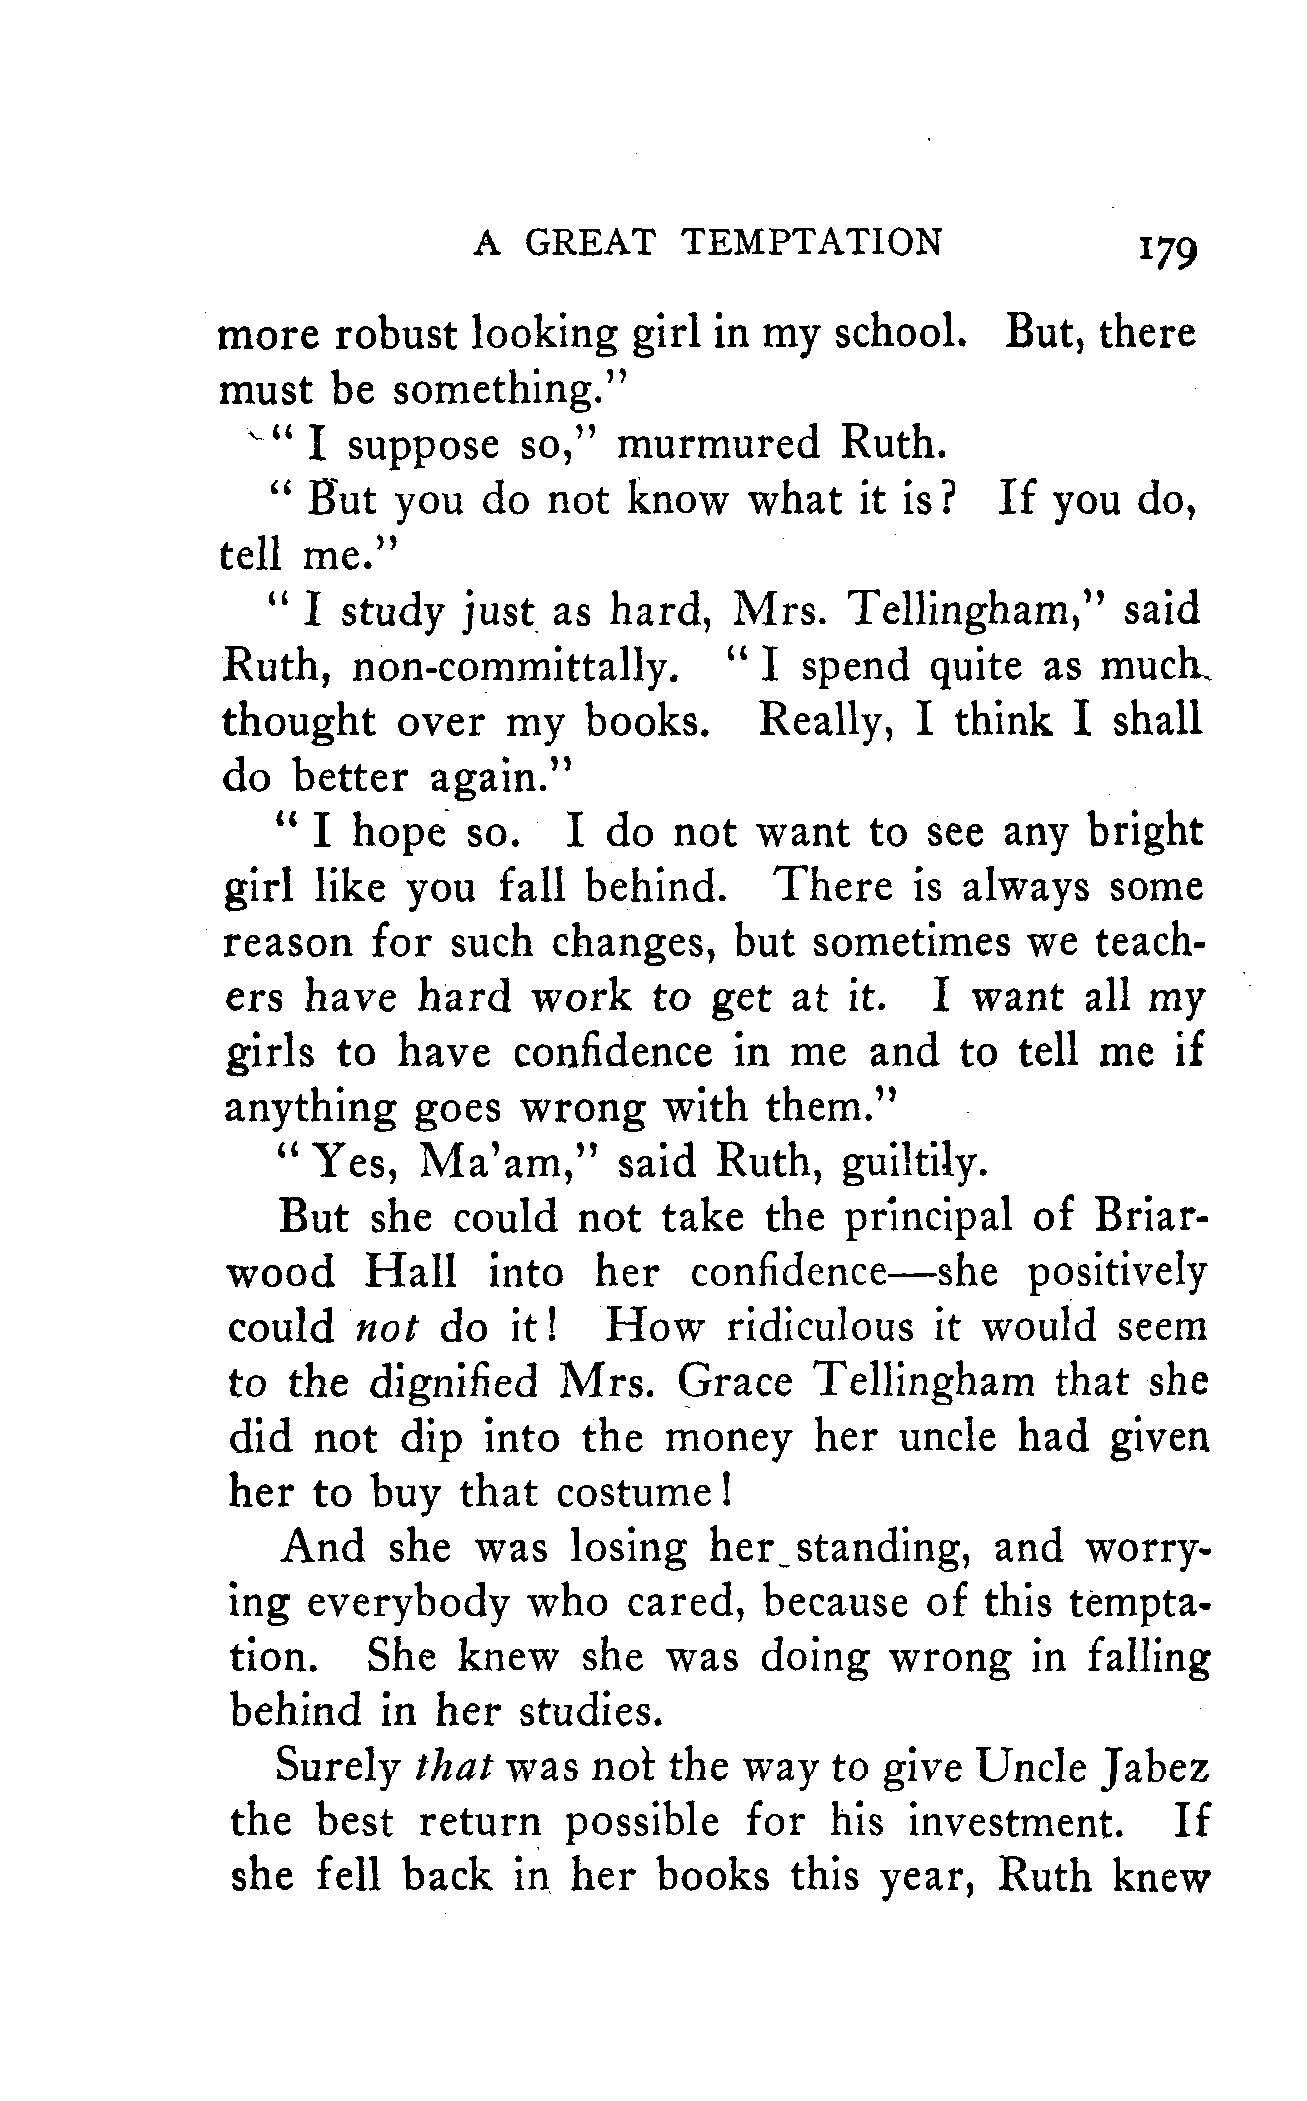 A GREAT TEMPTATION 179
more robust looking girl in my school. But, there
must be something."
" I suppose so," murmured Ruth.
" But you do not know what it is? If you do,
tell me."
" I study just as hard, Mrs. Tellingham," said
Ruth, non-committally. " I spend quite as much
thought over my books. Really, I think I shall
do better again."
" I hope so. I do not want to see any bright
girl like you fall behind. There is always some
reason for such changes, but sometimes we teach-
ers have hard work to get at it. I want all my
girls to have confidence in me and to tell me if
anything goes wrong with them."
" Yes, Ma'am," said Ruth, guiltily.
But she could not take the principal of Briar-
wood Hall into her confidence—she positively
could not do it! How ridiculous it would seem
to the dignified Mrs. Grace Tellingham that she
did not dip into the money her uncle had given
her to buy that costume!
And she was losing her standing, and worry-
ing everybody who cared, because of this tempta-
tion. She knew she was doing wrong in falling
behind in her studies.
Surely that was not the way to give Uncle Jabez
the best return possible for his investment. If
she fell back in her books this year, Ruth knew